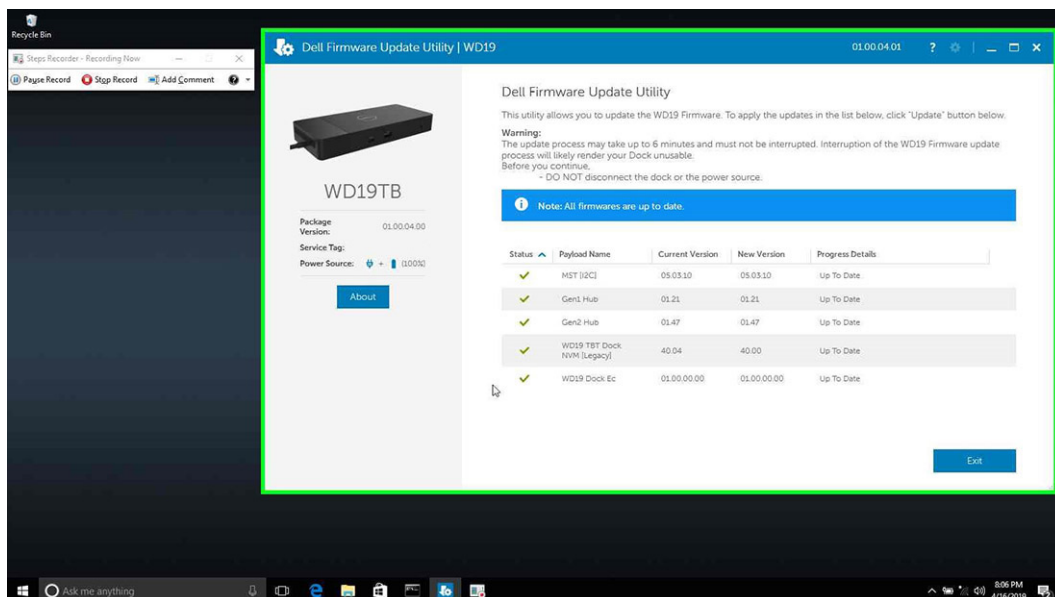 Recycle Bin
Steps Recorder - Recording Now
Pause Record Stop Record Add Comment
Dell Firmware Update Utility | WD19
01.00.04.01
Dell Firmware Update Utility
This utility allows you to update the WD19 Firmware. To apply the updates in the list below, click "Update" button below.
Warning:
The update process may take up to 6 minutes and must not be interrupted. Interruption of the WD19 Firmware update
process will likely render your Dock unusable.
Before you continue,
- DO NOT disconnect the dock or the power source.
Note: All firmwares are up to date.
WD19TB
Package Version: 01.00.04.00
Service Tag:
Power Source: + (100%)
About
Status Payload Name Current Version New Version Progress Details
MST [I2C] 05.03.10 05.03.10 Up To Date
Gen1 Hub 01.21 01.21 Up To Date
Gen2 Hub 01.47 01.47 Up To Date
WD19 TBT Dock NVM [Legacy] 40.04 40.00 Up To Date
WD19 Dock Ec 01.00.00.00 01.00.00.00 Up To Date
Exit
Ask me anything
8:06 PM
4/16/2019